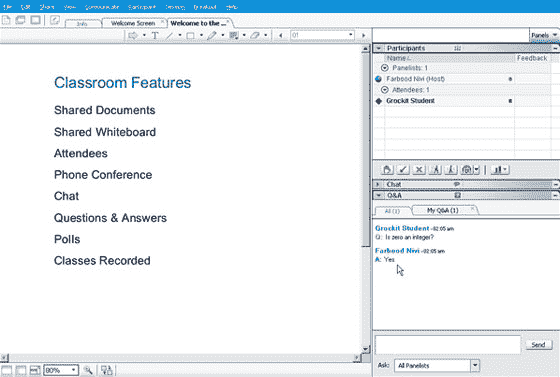 File Edit Share View Communicate Participant Session Breakout Help
Info Welcome Screen Welcome to the ...
T 01 Panels
Classroom Features
Shared Documents
Shared Whiteboard
Attendees
Phone Conference
Chat
Questions & Answers
Polls
Classes Recorded
80%
Participants
Name Feedback
Panelists: 1
Farbood Nivi (Host)
Attendees: 1
Grockit Student
Chat
Q&A
All (1) My Q&A (1)
Grockit Student -02:05 am
Q: Is zero an integer?
Farbood Nivi -02:05 am
A: Yes
Send
Ask: All Panelists